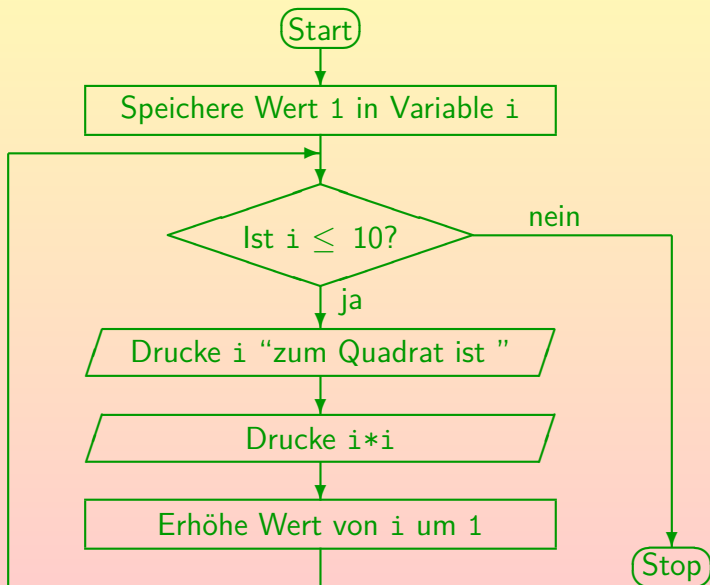 Start
Speichere Wert 1 in Variable i
Ist i ≤ 10?
nein
ja
Drucke i “zum Quadrat ist ”
Drucke i*i
Erhöhe Wert von i um 1
Stop